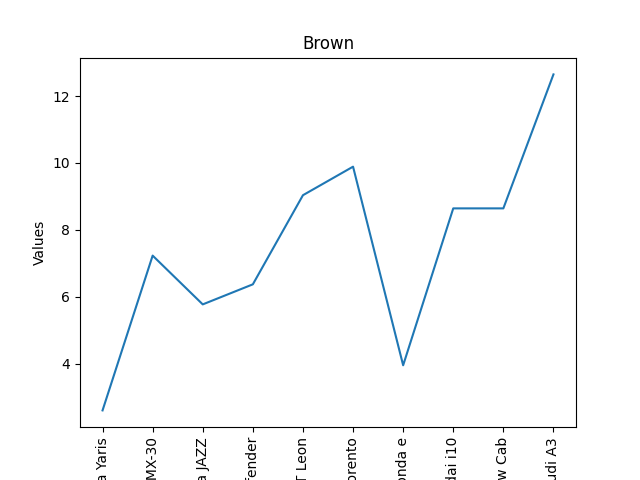 Brown
Values
12
10
8
6
4
a Yaris
MX-30
a JAZZ
fender
T Leon
orento
onda e
dai i10
w Cab
udi A3